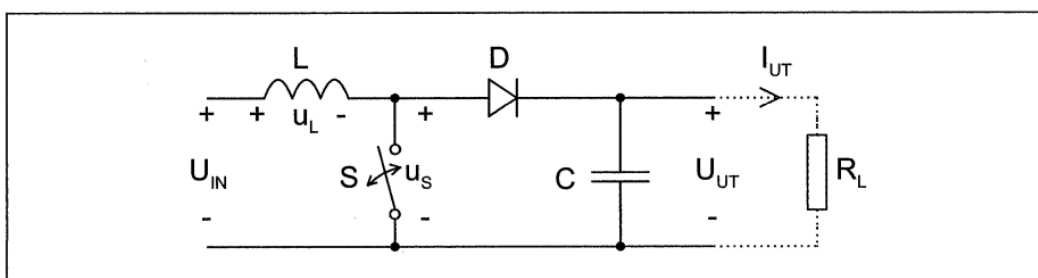 L D I_UT
+ + u_L - + +
U_IN S u_S C U_UT R_L
- - -